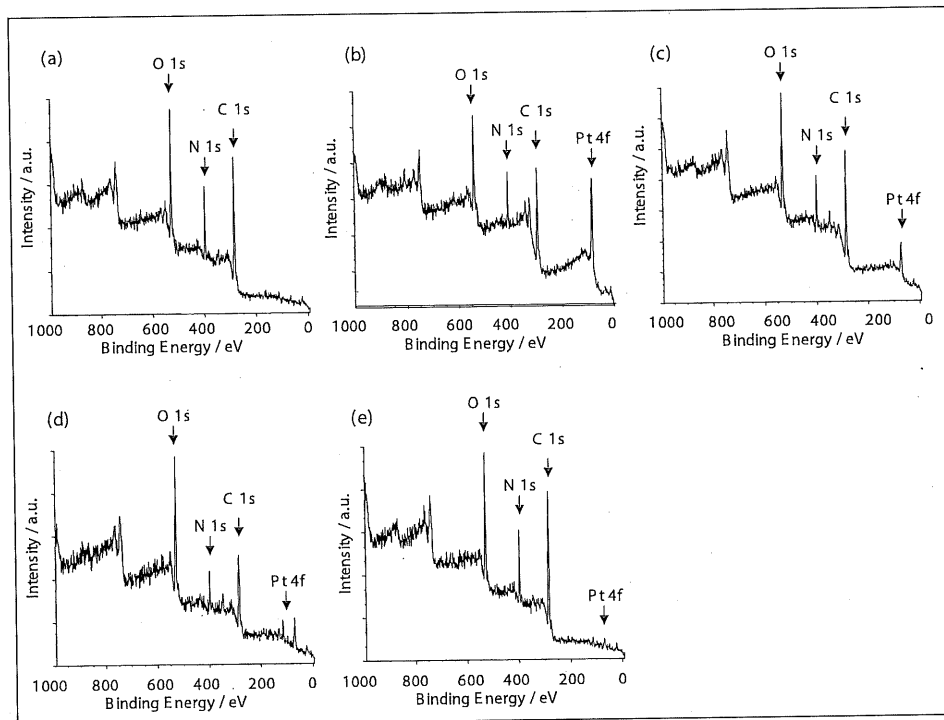 (a)
O 1s
N 1s
C 1s
Intensity / a.u.
1000 800 600 400 200 0
Binding Energy / eV
(b)
O 1s
N 1s
C 1s
Pt 4f
Intensity / a.u.
1000 800 600 400 200 0
Binding Energy / eV
(c)
O 1s
N 1s
C 1s
Pt 4f
Intensity / a.u.
1000 800 600 400 200 0
Binding Energy / eV
(d)
O 1s
N 1s
C 1s
Pt 4f
Intensity / a.u.
1000 800 600 400 200 0
Binding Energy / eV
(e)
O 1s
N 1s
C 1s
Pt 4f
Intensity / a.u.
1000 800 600 400 200 0
Binding Energy / eV